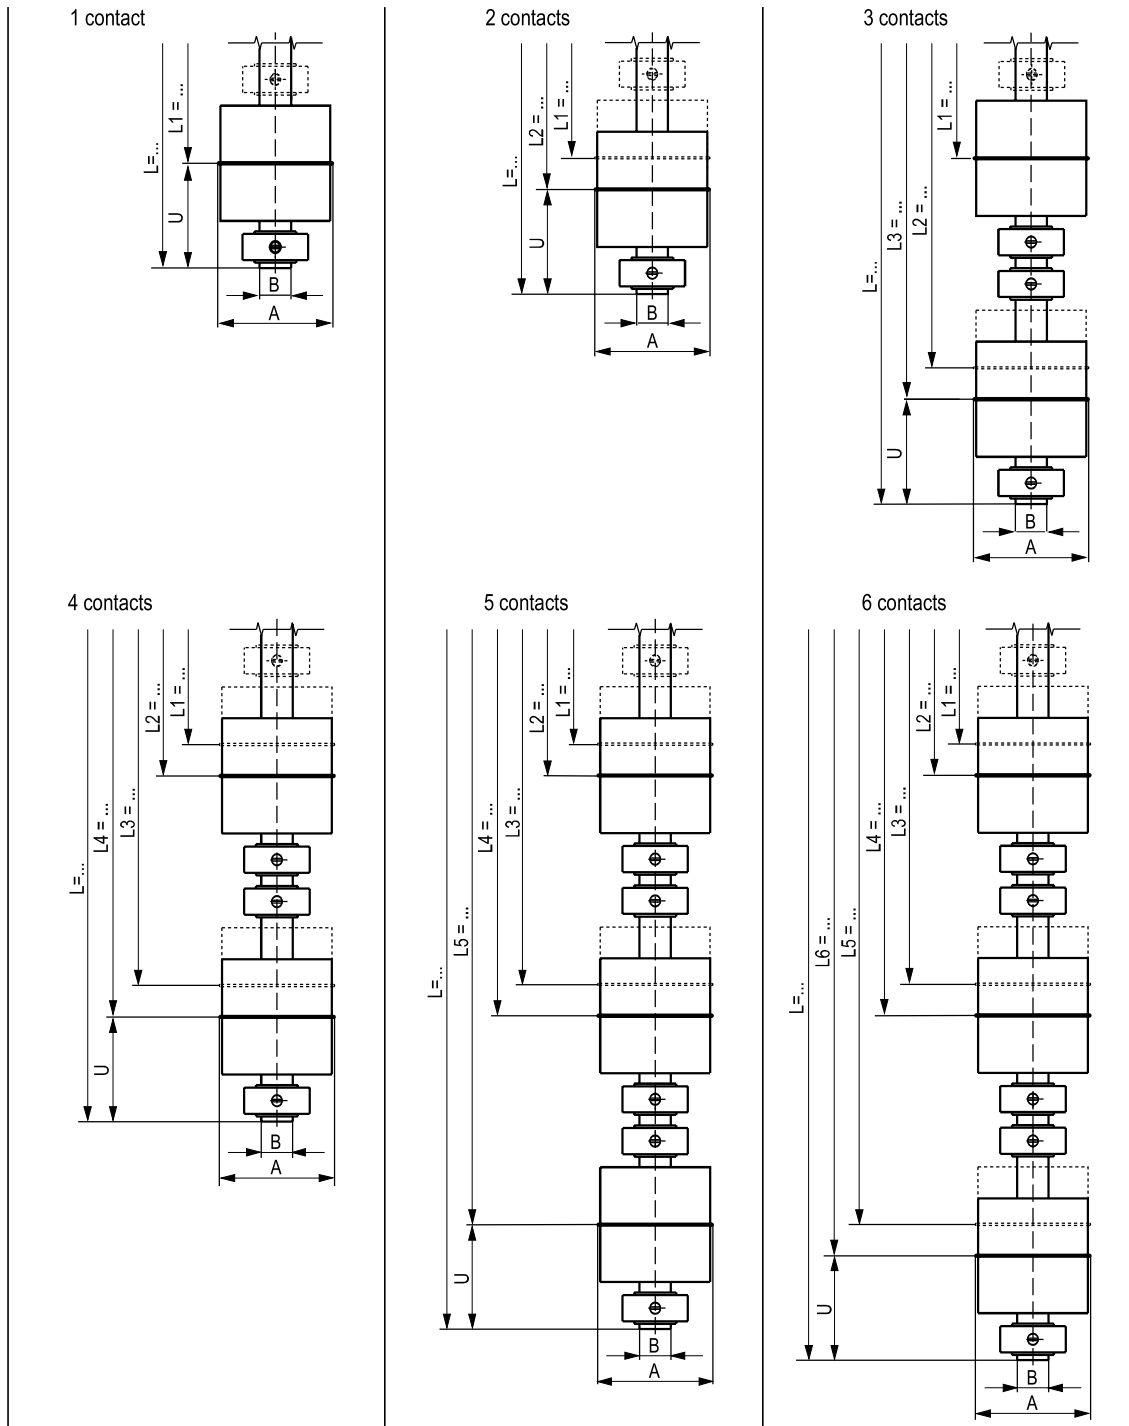 1 contact
L=...
L1 = ...
U
B
A
2 contacts
L=...
L2 = ...
L1 = ...
U
B
A
3 contacts
L=...
L3 = ...
L2 = ...
L1 = ...
U
B
A
4 contacts
L=...
L4 = ...
L3 = ...
L2 = ...
L1 = ...
U
B
A
5 contacts
L=...
L5 = ...
L4 = ...
L3 = ...
L2 = ...
L1 = ...
U
B
A
6 contacts
L=...
L6 = ...
L5 = ...
L4 = ...
L3 = ...
L2 = ...
L1 = ...
U
B
A